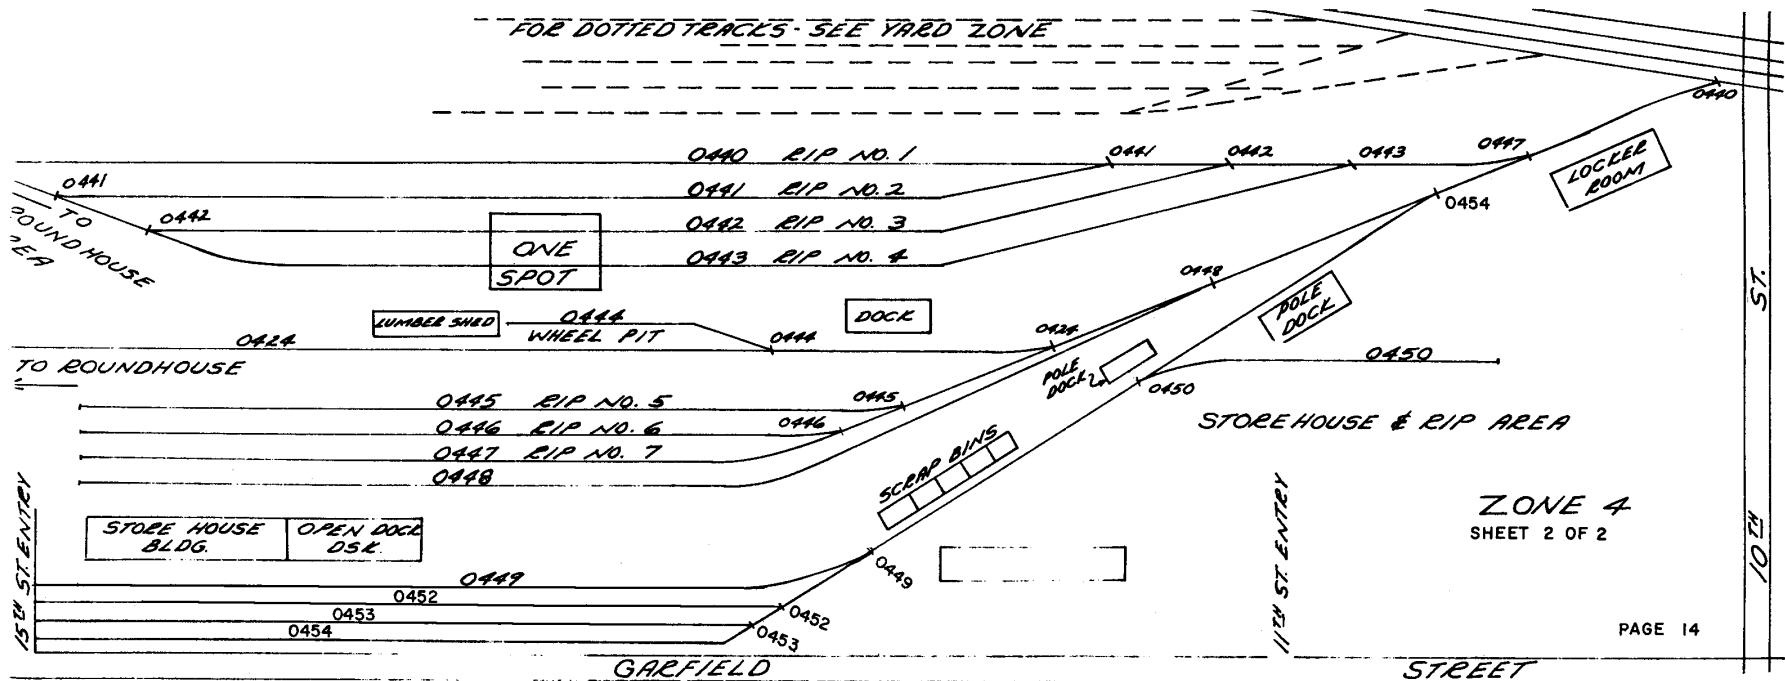 FOR DOTTED TRACKS - SEE YARD ZONE
0440
0440 RIP NO. 1
0441
0442
0443
0447
LOCKER
ROOM
0441
0441 RIP NO. 2
0454
TO
ROUNDHOUSE
0442
0442 RIP NO. 3
ONE
SPOT
0443 RIP NO. 4
0448
POLE
DOCK
ST.
LUMBER SHED
0444
WHEEL PIT
DOCK
0424
0444
0424
0450
TO ROUNDHOUSE
POLE
DOCK
0450
0445 RIP NO. 5
0445
0446 RIP NO. 6
0446
STOREHOUSE & RIP AREA
0447 RIP NO. 7
0448
SCRAP BINS
15TH ST. ENTRY
11TH ST. ENTRY
ZONE 4
SHEET 2 OF 2
10TH
STORE HOUSE
BLDG.
OPEN DOCK
DSK.
0449
0449
0452
0452
0453
0453
0454
PAGE 14
GARFIELD
STREET